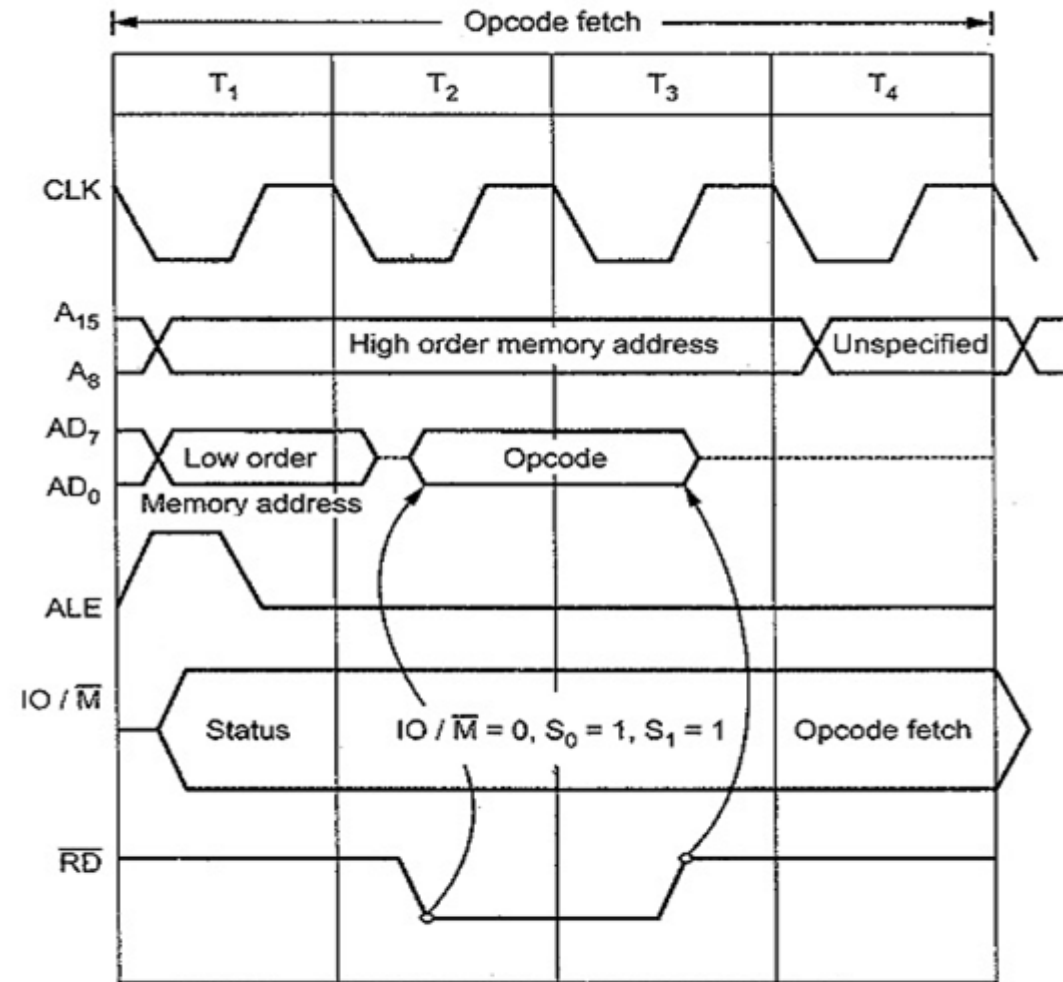 Opcode fetch
T₁ T₂ T₃ T₄
CLK
A₁₅
High order memory address Unspecified
A₈
AD₇
Low order Opcode
AD₀
Memory address
ALE
IO / M̅
Status IO / M̅ = 0, S₀ = 1, S₁ = 1 Opcode fetch
R̅D̅